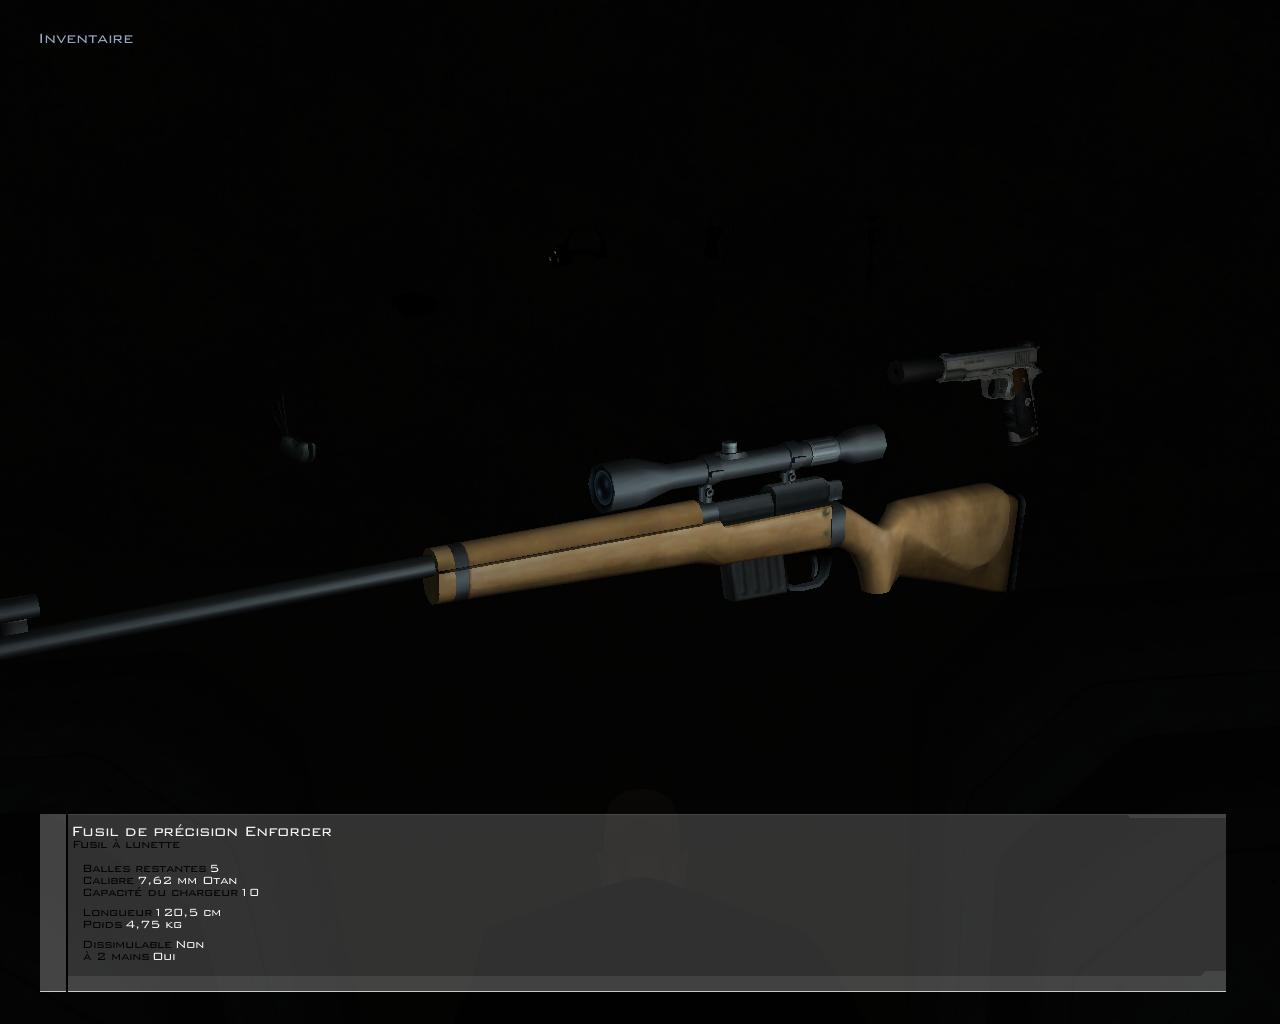 Inventaire
Fusil de précision Enforcer
Fusil à lunette
Balles restantes 5
Calibre 7,62 mm Otan
Capacité du chargeur 10
Longueur 120,5 cm
Poids 4,75 kg
Dissimulable Non
À 2 mains Oui